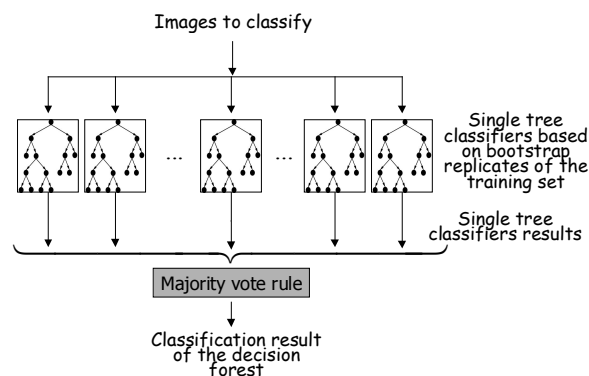 Images to classify
Single tree
classifiers based
on bootstrap
replicates of the
training set
...
...
Single tree
classifiers results
Majority vote rule
Classification result
of the decision
forest